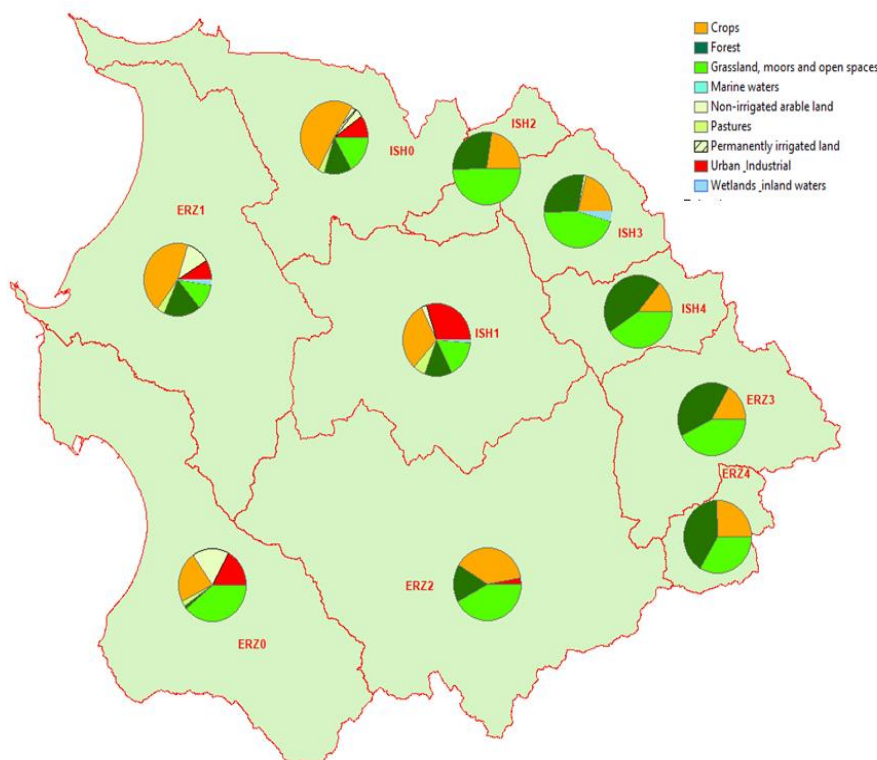 Crops
Forest
Grassland, moors and open spaces
Marine waters
Non-irrigated arable land
Pastures
Permanently irrigated land
Urban_Industrial
Wetlands_inland waters
ISH2
ISH0
ERZ1
ISH3
ISH4
ISH1
ERZ3
ERZ4
ERZ2
ERZ0